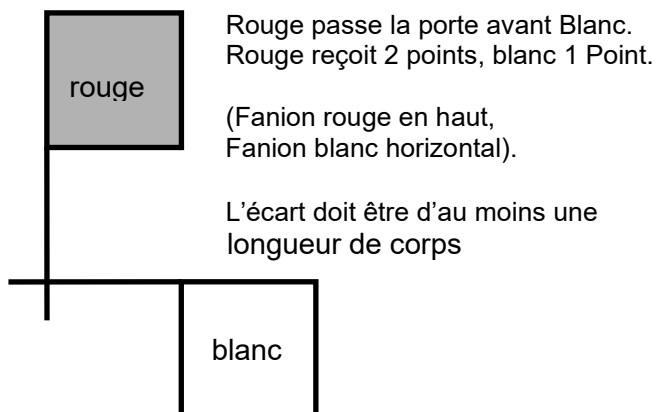 rouge
Rouge passe la porte avant Blanc.
Rouge reçoit 2 points, blanc 1 Point.
(Fanion rouge en haut,
Fanion blanc horizontal).
L’écart doit être d’au moins une
longueur de corps
blanc